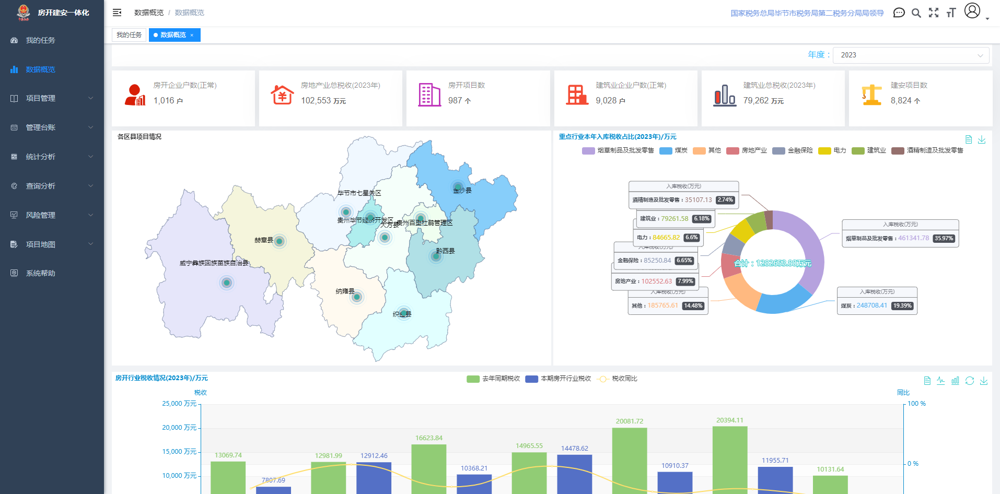 房开建安一体化
数据概览 / 数据概览
国家税务总局毕节市税务局第二税务分局局领导
我的任务
数据概览 ×
我的任务
数据概览
项目管理
管理台账
统计分析
查询分析
风险管理
项目地图
系统帮助
年度： 2023
房开企业户数(正常)
1,016 户
房地产业总税收(2023年)
102,553 万元
房开项目数
987 个
建筑业企业户数(正常)
9,028 户
建筑业总税收(2023年)
79,262 万元
建安项目数
8,824 个
各区县项目情况
毕节市七星关区
金沙县
贵州毕节经济开发区
大方县
贵州百里杜鹃管理区
赫章县
黔西县
威宁彝族回族苗族自治县
纳雍县
织金县
重点行业本年入库税收占比(2023年)/万元
烟草制品及批发零售 煤炭 其他 房地产业 金融保险 电力 建筑业 酒精制造及批发零售
入库税收(万元)
酒精制造及批发零售：35107.13 2.74%
建筑业：79261.58 6.18%
电力：84665.82 6.6%
入库税收(万元)
金融保险：85250.84 6.65%
房地产业：102552.63 7.99%
入库税收(万元)
其他：185765.61 14.48%
入库税收(万元)
烟草制品及批发零售：461341.78 35.97%
合计：1282653.80万元
入库税收(万元)
煤炭：248708.41 19.39%
房开行业税收情况(2023年)/万元
去年同期税收 本期房开行业税收 税收同比
税收
同比
25,000 万元
20,000 万元
15,000 万元
10,000 万元
100 %
0 %
13069.74
7807.69
12981.99
12912.46
16623.84
10368.21
14965.55
14478.62
20081.72
10910.37
20394.11
11955.71
10131.64